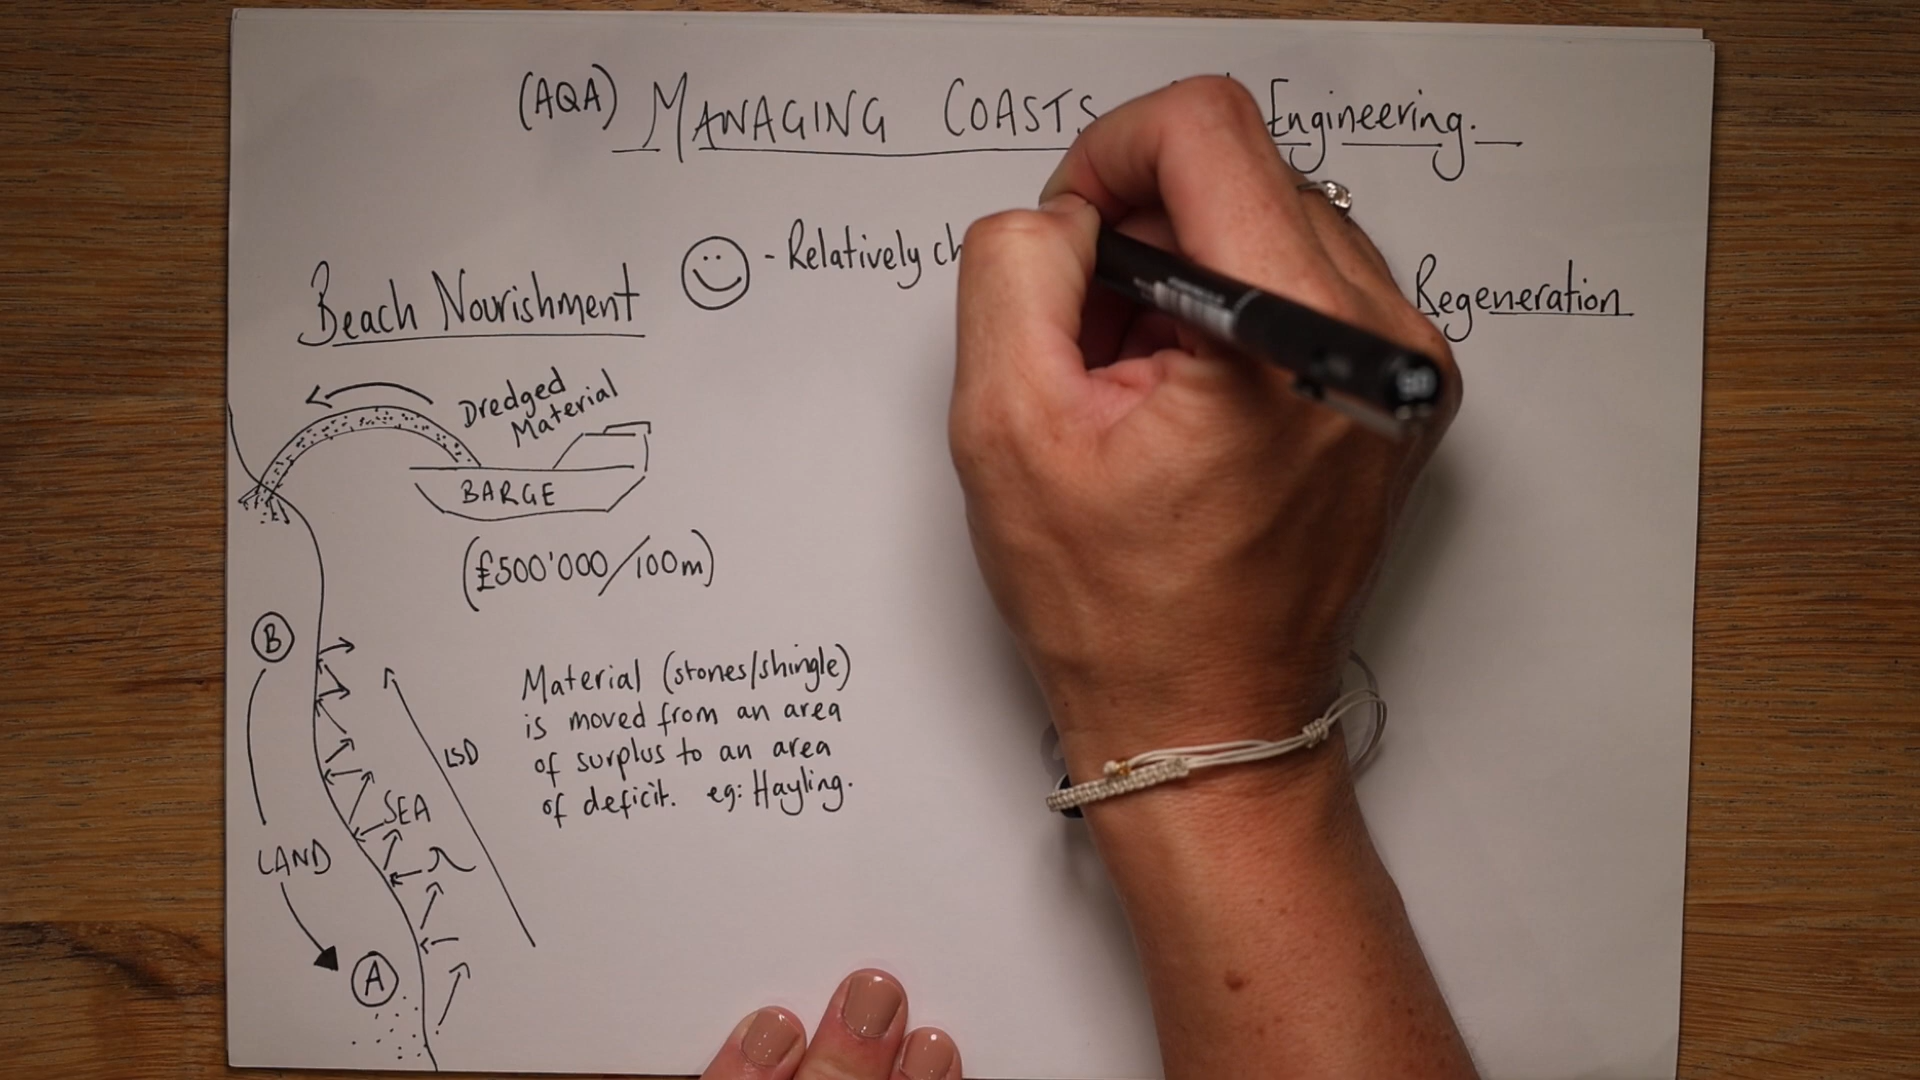 (AQA) MANAGING COASTS Engineering.
Beach Nourishment
- Relatively ch
Regeneration
Dredged
Material
BARGE
(£500'000/100m)
B
Material (stones/shingle)
is moved from an area
of surplus to an area
of deficit. eg: Hayling.
LSD
SEA
LAND
A